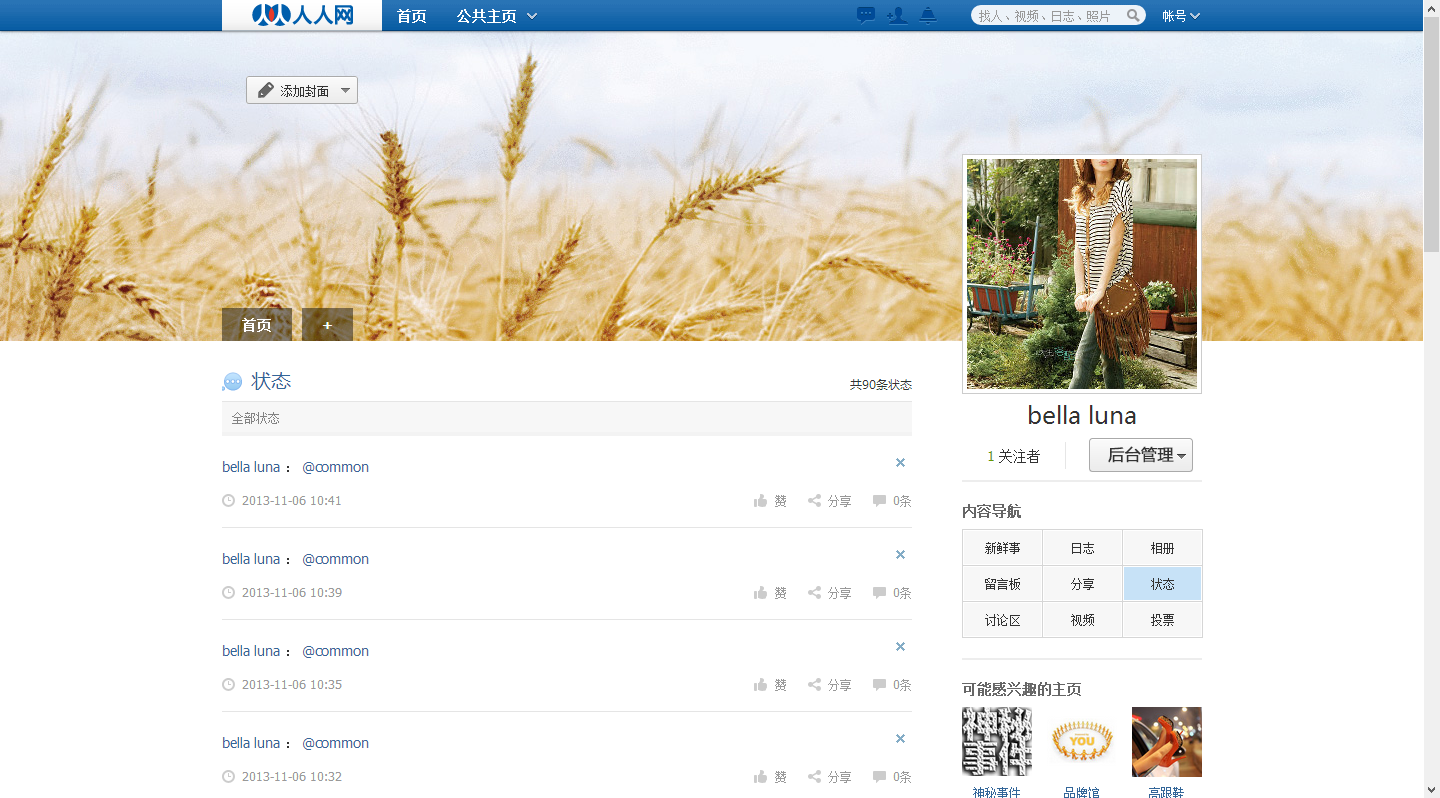 人人网 首页 公共主页 找人、视频、日志、照片 帐号
添加封面
首页 +
状态 共90条状态
全部状态
bella luna ： @common
2013-11-06 10:41 赞 分享 0条
bella luna ： @common
2013-11-06 10:39 赞 分享 0条
bella luna ： @common
2013-11-06 10:35 赞 分享 0条
bella luna ： @common
2013-11-06 10:32 赞 分享 0条
bella luna
1 关注者 后台管理
内容导航
新鲜事 日志 相册
留言板 分享 状态
讨论区 视频 投票
可能感兴趣的主页
YOU
神秘事件 品牌馆 高跟鞋